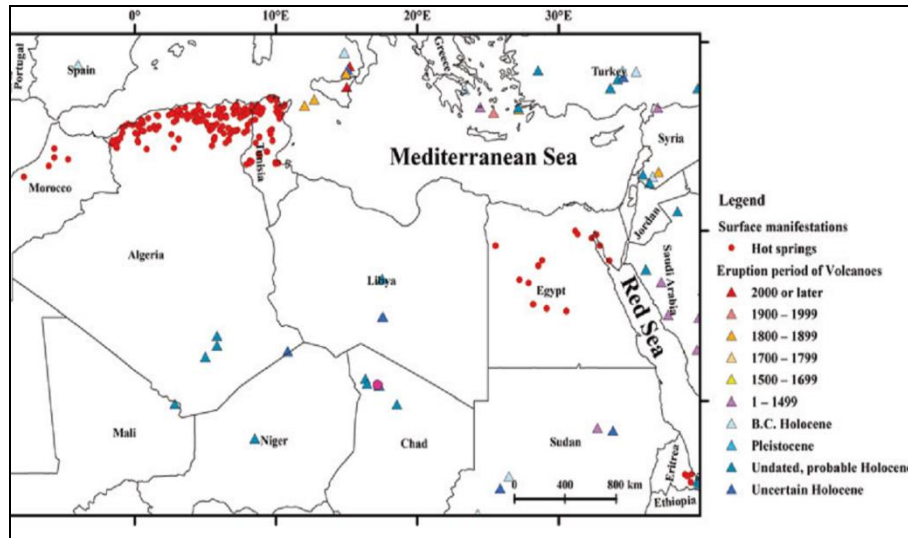 0°
10°E
20°E
30°E
Portugal
Spain
Greece
Turkey
Syria
Mediterranean Sea
Tunisia
Morocco
Jordan
Algeria
Libya
Egypt
Saudi Arabia
Red Sea
Mali
Niger
Chad
Sudan
Eritrea
Ethiopia
0 400 800 km
Legend
Surface manifestations
Hot springs
Eruption period of Volcanoes
2000 or later
1900 – 1999
1800 – 1899
1700 – 1799
1500 – 1699
1 – 1499
B.C. Holocene
Pleistocene
Undated, probable Holocene
Uncertain Holocene